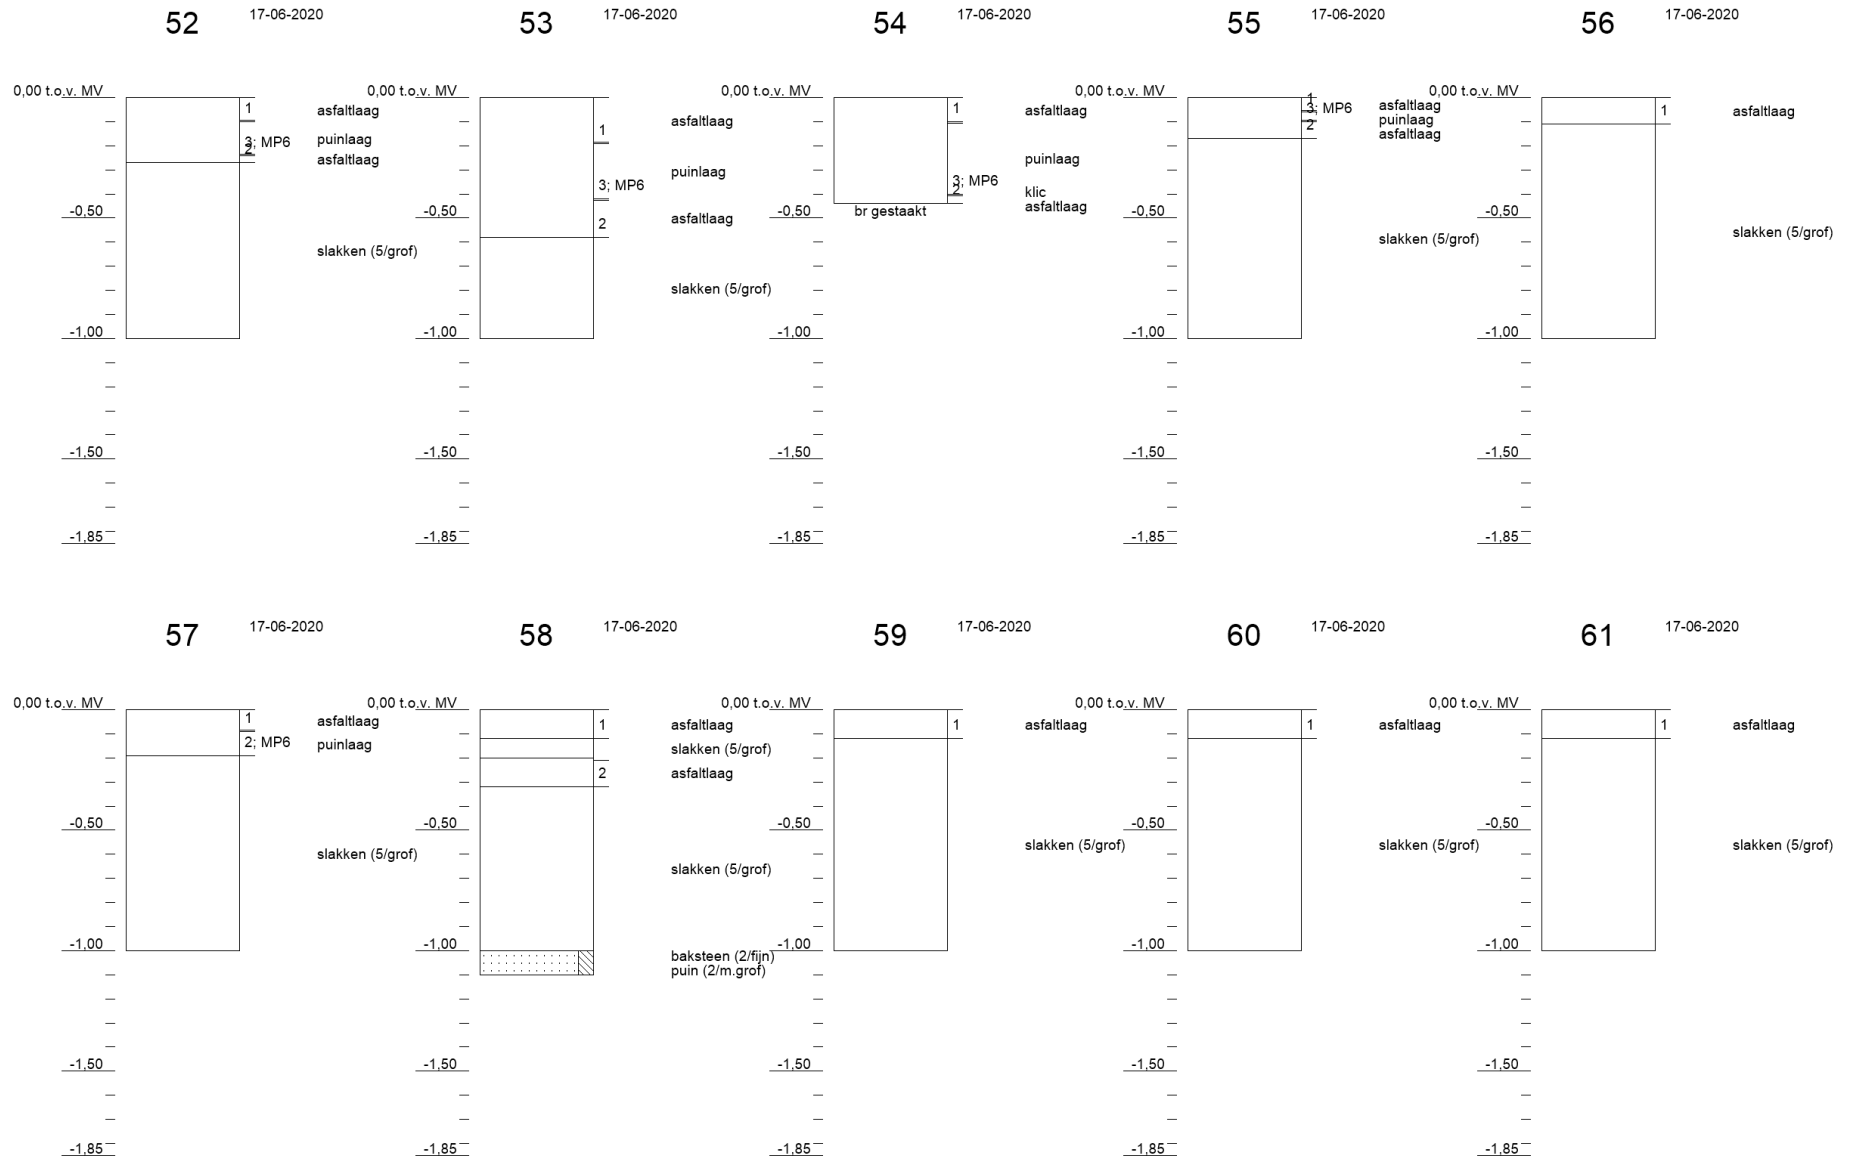 52 17-06-2020
0,00 t.o.v. MV
-0,50
-1,00
-1,50
-1,85
1
3; MP6
2
asfaltlaag
puinlaag
asfaltlaag
slakken (5/grof)
53 17-06-2020
0,00 t.o.v. MV
-0,50
-1,00
-1,50
-1,85
1
3; MP6
2
asfaltlaag
puinlaag
asfaltlaag
slakken (5/grof)
54 17-06-2020
0,00 t.o.v. MV
-0,50
-1,00
-1,50
-1,85
1
3; MP6
2
br gestaakt
asfaltlaag
puinlaag
klic
asfaltlaag
55 17-06-2020
0,00 t.o.v. MV
-0,50
-1,00
-1,50
-1,85
1
3; MP6
2
asfaltlaag
puinlaag
asfaltlaag
slakken (5/grof)
56 17-06-2020
0,00 t.o.v. MV
-0,50
-1,00
-1,50
-1,85
1
asfaltlaag
slakken (5/grof)
57 17-06-2020
0,00 t.o.v. MV
-0,50
-1,00
-1,50
-1,85
1
2; MP6
asfaltlaag
puinlaag
slakken (5/grof)
58 17-06-2020
0,00 t.o.v. MV
-0,50
-1,00
-1,50
-1,85
1
2
asfaltlaag
slakken (5/grof)
asfaltlaag
slakken (5/grof)
baksteen (2/fijn)
puin (2/m.grof)
59 17-06-2020
0,00 t.o.v. MV
-0,50
-1,00
-1,50
-1,85
1
asfaltlaag
slakken (5/grof)
60 17-06-2020
0,00 t.o.v. MV
-0,50
-1,00
-1,50
-1,85
1
asfaltlaag
slakken (5/grof)
61 17-06-2020
0,00 t.o.v. MV
-0,50
-1,00
-1,50
-1,85
1
asfaltlaag
slakken (5/grof)